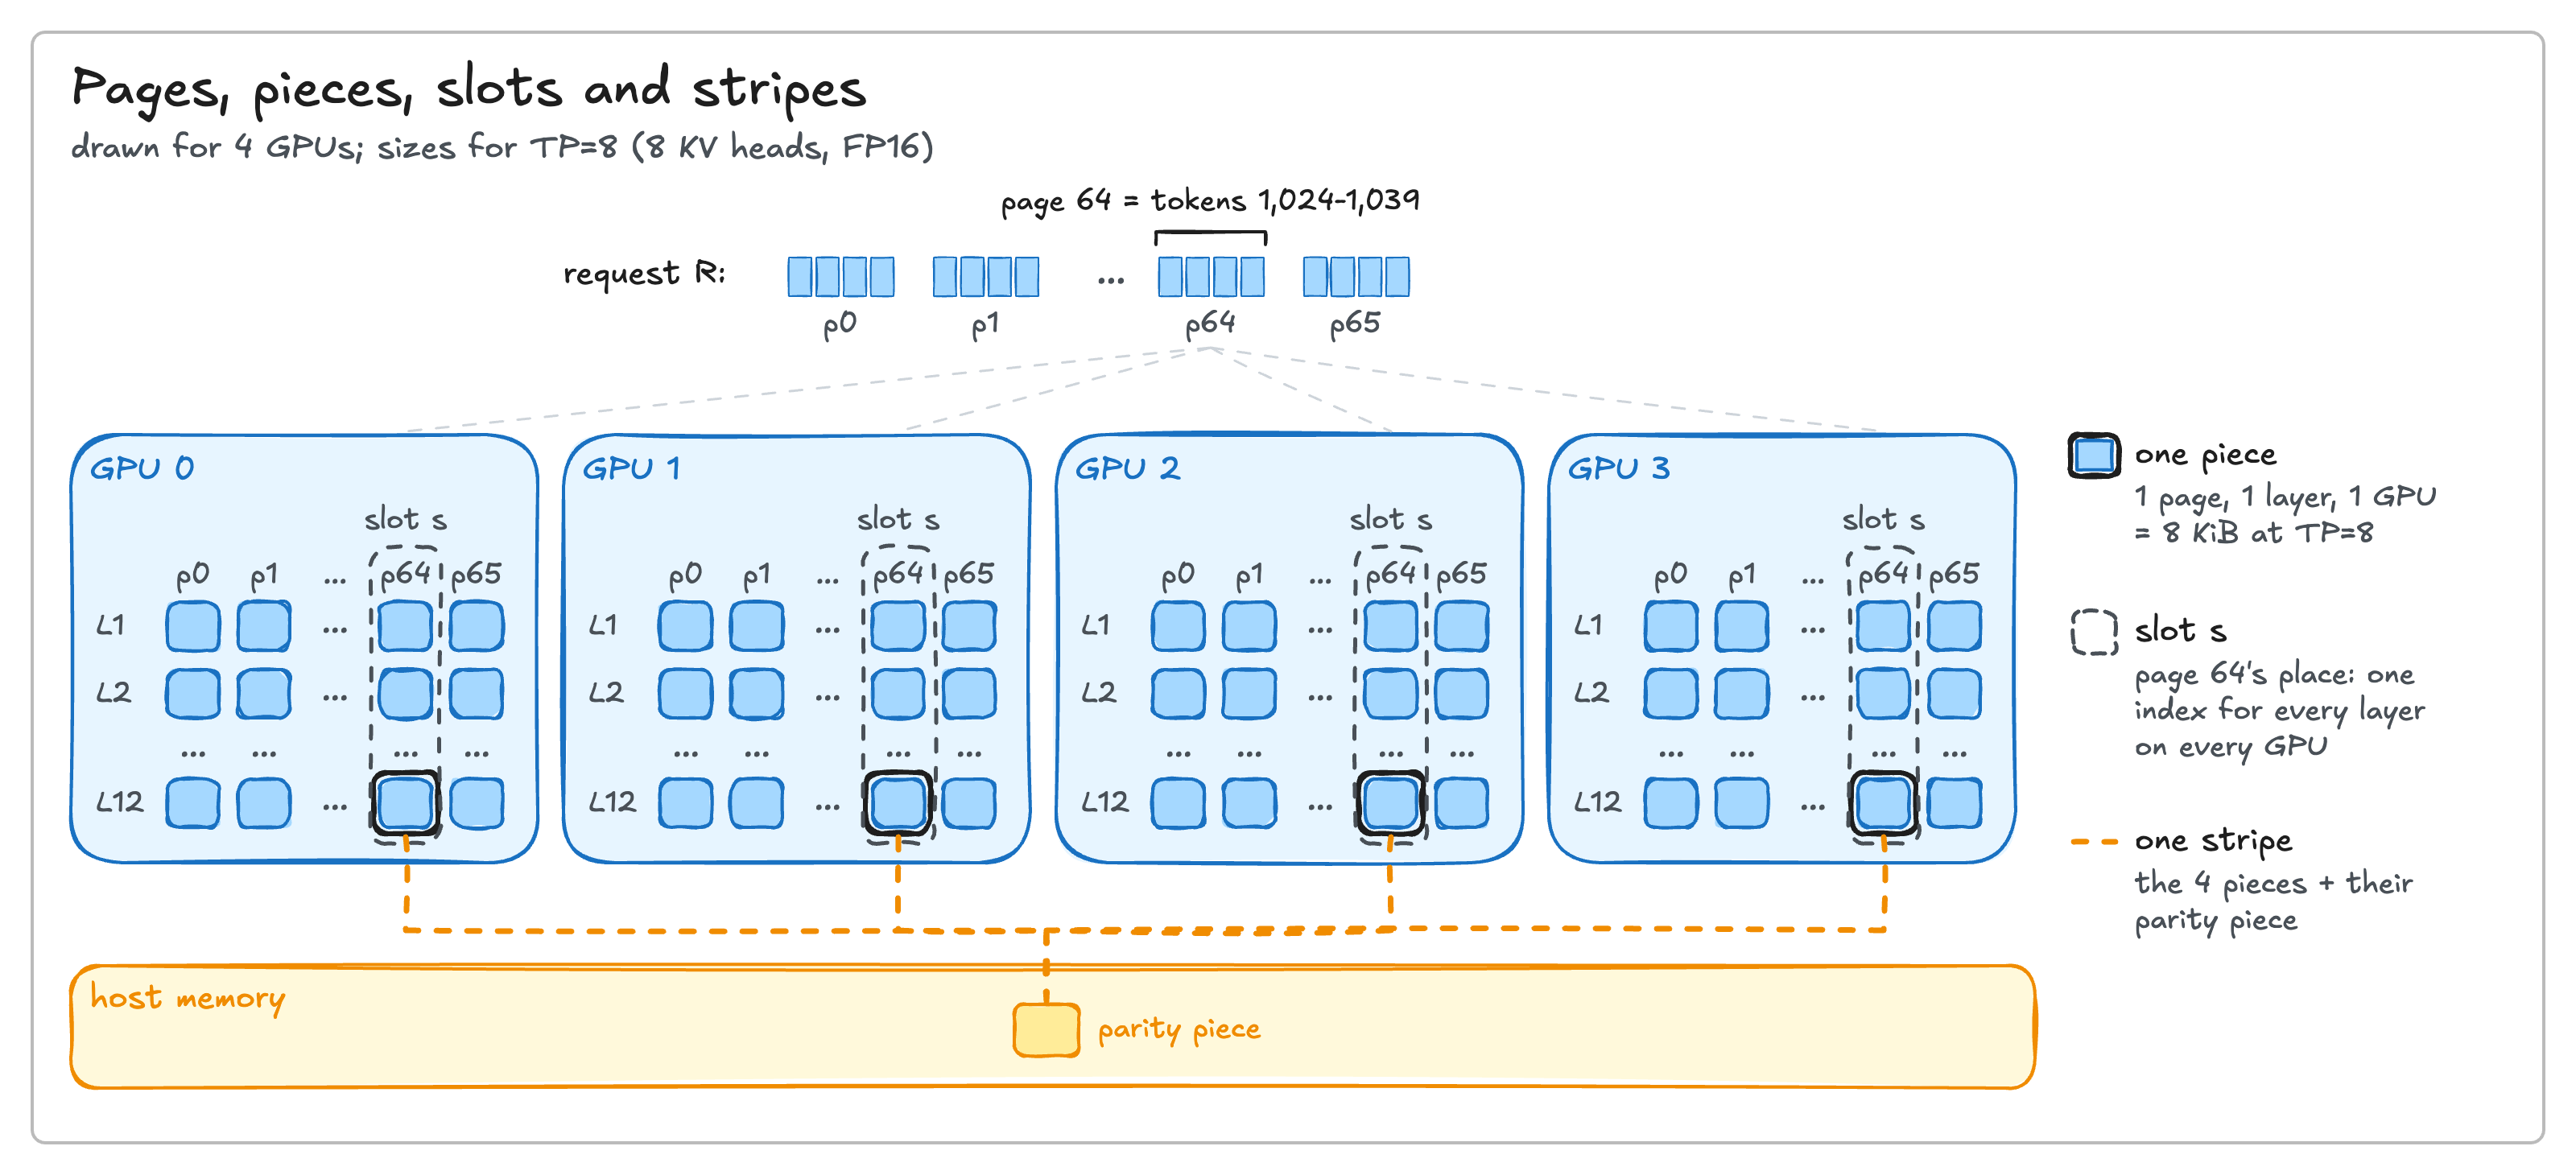 Pages, pieces, slots and stripes
drawn for 4 GPUs; sizes for TP=8 (8 KV heads, FP16)
page 64 = tokens 1,024-1,039
request R:
p0 p1 ... p64 p65
GPU 0
slot s
p0 p1 ... p64 p65
L1 ...
L2 ...
... ... ... ...
L12 ...
GPU 1
slot s
p0 p1 ... p64 p65
L1 ...
L2 ...
... ... ... ...
L12 ...
GPU 2
slot s
p0 p1 ... p64 p65
L1 ...
L2 ...
... ... ... ...
L12 ...
GPU 3
slot s
p0 p1 ... p64 p65
L1 ...
L2 ...
... ... ... ...
L12 ...
one piece
1 page, 1 layer, 1 GPU
= 8 KiB at TP=8
slot s
page 64's place: one
index for every layer
on every GPU
one stripe
the 4 pieces + their
parity piece
host memory
parity piece